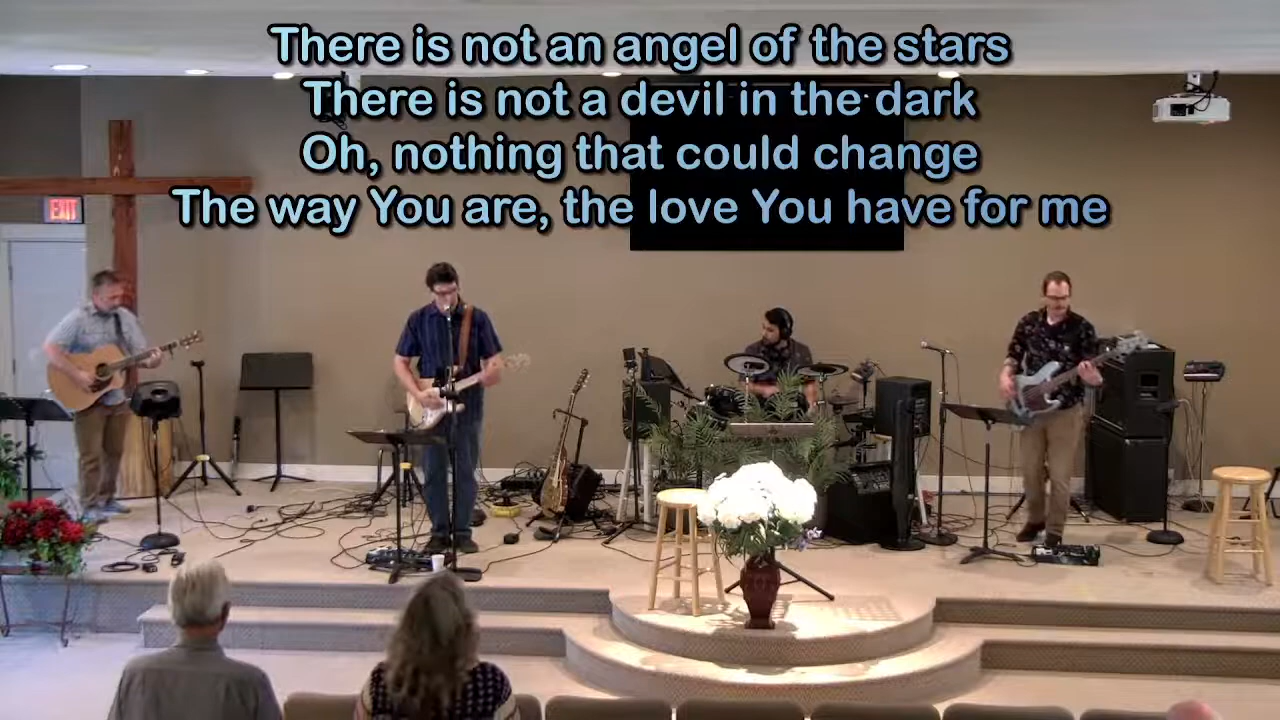 There is not an angel of the stars
There is not a devil in the dark
Oh, nothing that could change
The way You are, the love You have for me
EXIT